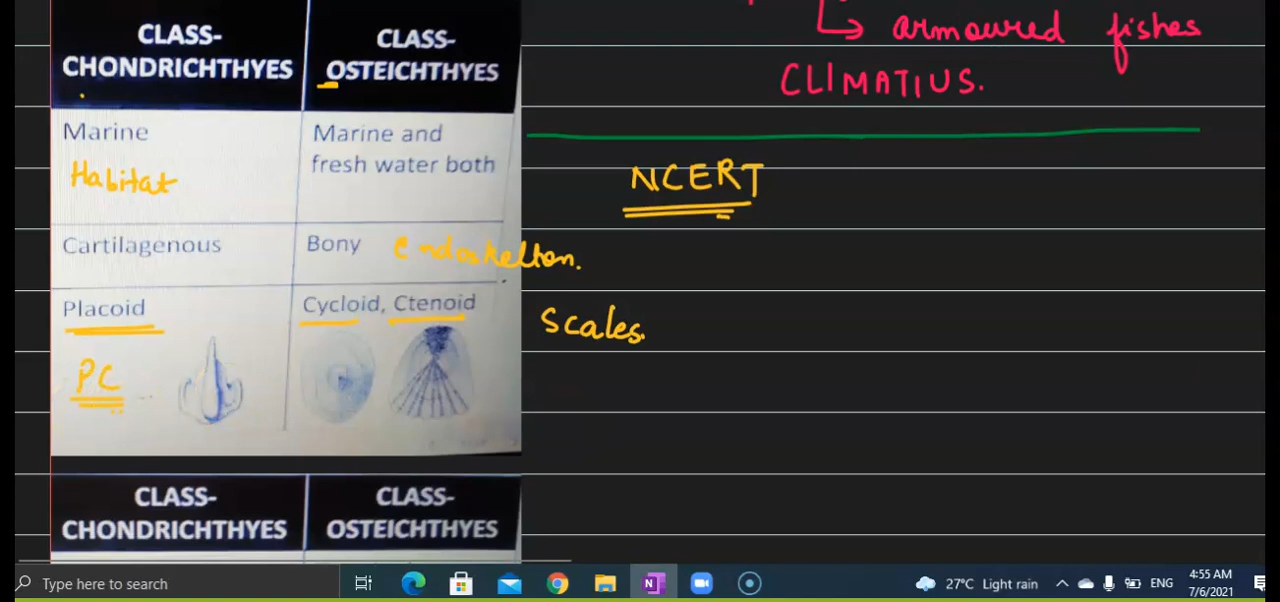 armoured fishes
CLIMATIUS.
CLASS-
CHONDRICHTHYES
CLASS-
OSTEICHTHYES
Marine
Habitat
Marine and
fresh water both
NCERT
Cartilagenous
Bony
endoskelton.
Placoid
Cycloid, Ctenoid
Scales.
PC
CLASS-
CHONDRICHTHYES
CLASS-
OSTEICHTHYES
Type here to search
27°C Light rain
ENG
4:55 AM
7/6/2021